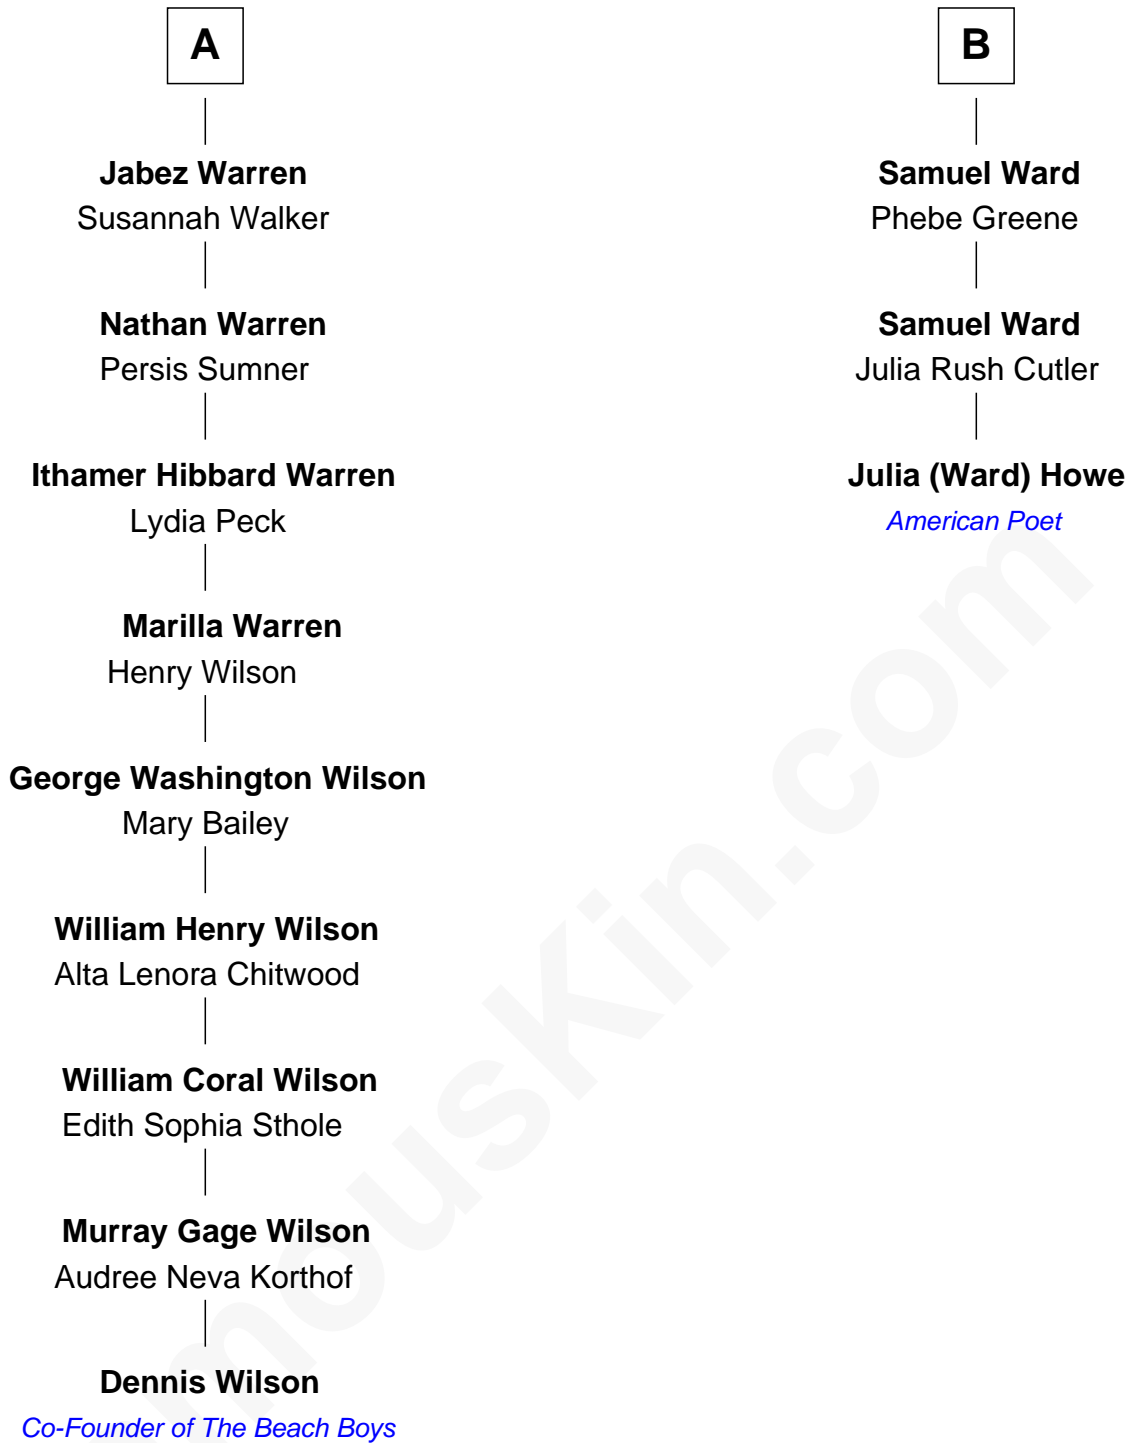 A
Jabez Warren
Susannah Walker
Nathan Warren
Persis Sumner
Ithamer Hibbard Warren
Lydia Peck
Marilla Warren
Henry Wilson
George Washington Wilson
Mary Bailey
William Henry Wilson
Alta Lenora Chitwood
William Coral Wilson
Edith Sophia Sthole
Murray Gage Wilson
Audree Neva Korthof
Dennis Wilson
Co-Founder of The Beach Boys
B
Samuel Ward
Phebe Greene
Samuel Ward
Julia Rush Cutler
Julia (Ward) Howe
American Poet
mousKin.com